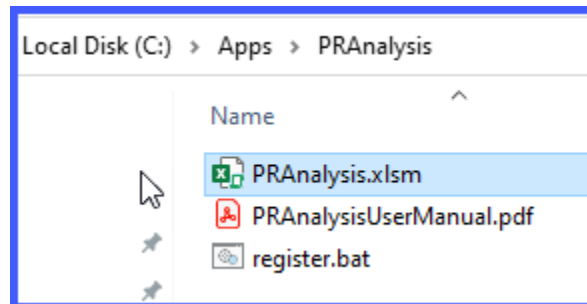 Local Disk (C:) > Apps > PRAnalysis
Name
PRAnalysis.xlsm
PRAnalysisUserManual.pdf
register.bat